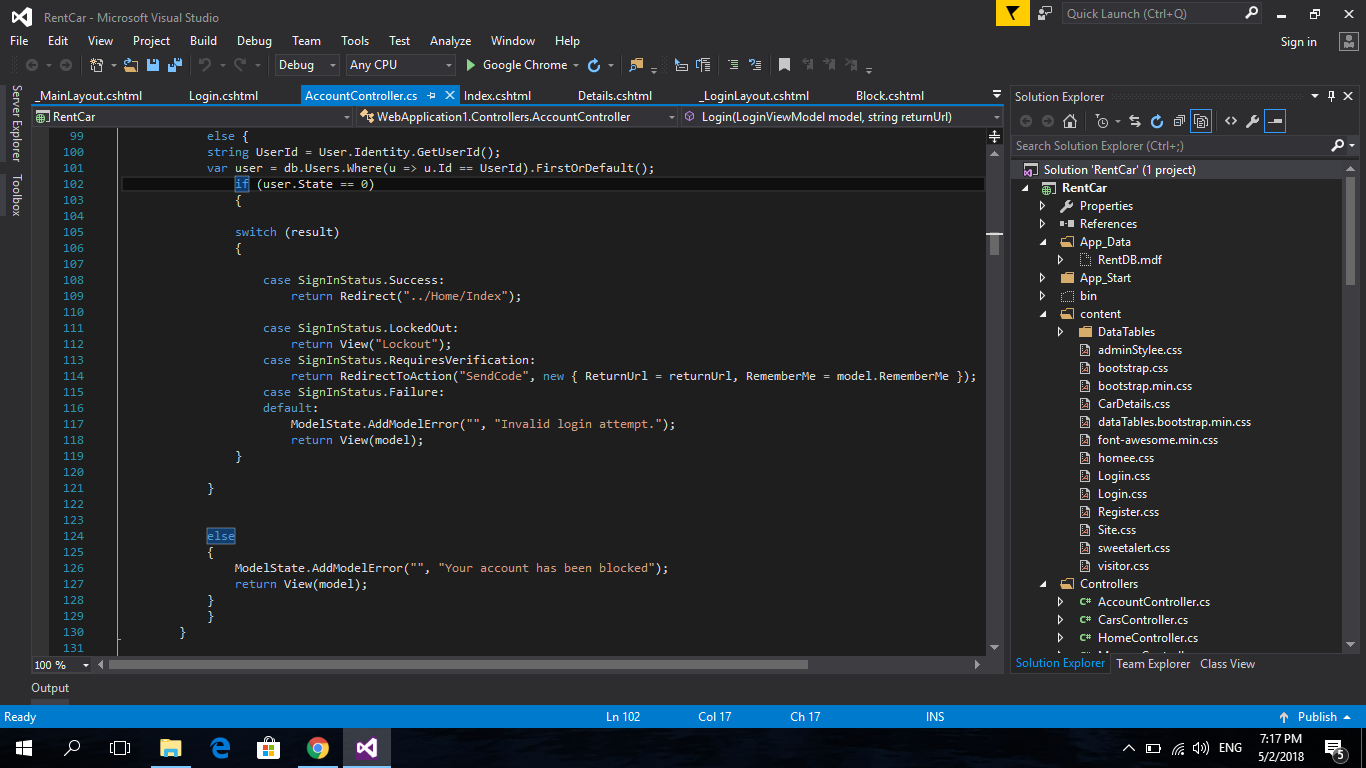 RentCar - Microsoft Visual Studio
Quick Launch (Ctrl+Q)
File Edit View Project Build Debug Team Tools Test Analyze Window Help
Sign in
Debug Any CPU Google Chrome
Server Explorer
Toolbox
_MainLayout.cshtml Login.cshtml AccountController.cs Index.cshtml Details.cshtml _LoginLayout.cshtml Block.cshtml
RentCar WebApplication1.Controllers.AccountController Login(LoginViewModel model, string returnUrl)
99 else {
100 string UserId = User.Identity.GetUserId();
101 var user = db.Users.Where(u => u.Id == UserId).FirstOrDefault();
102 if (user.State == 0)
103 {
104
105 switch (result)
106 {
107
108 case SignInStatus.Success:
109 return Redirect("../Home/Index");
110
111 case SignInStatus.LockedOut:
112 return View("Lockout");
113 case SignInStatus.RequiresVerification:
114 return RedirectToAction("SendCode", new { ReturnUrl = returnUrl, RememberMe = model.RememberMe });
115 case SignInStatus.Failure:
116 default:
117 ModelState.AddModelError("", "Invalid login attempt.");
118 return View(model);
119 }
120
121 }
122
123
124 else
125 {
126 ModelState.AddModelError("", "Your account has been blocked");
127 return View(model);
128 }
129 }
130 }
131
100 %
Solution Explorer
Search Solution Explorer (Ctrl+;)
Solution 'RentCar' (1 project)
RentCar
Properties
References
App_Data
RentDB.mdf
App_Start
bin
content
DataTables
adminStylee.css
bootstrap.css
bootstrap.min.css
CarDetails.css
dataTables.bootstrap.min.css
font-awesome.min.css
homee.css
Logiin.css
Login.css
Register.css
Site.css
sweetalert.css
visitor.css
Controllers
C# AccountController.cs
C# CarsController.cs
C# HomeController.cs
Solution Explorer Team Explorer Class View
Output
Ready Ln 102 Col 17 Ch 17 INS Publish
ENG
7:17 PM
5/2/2018
5